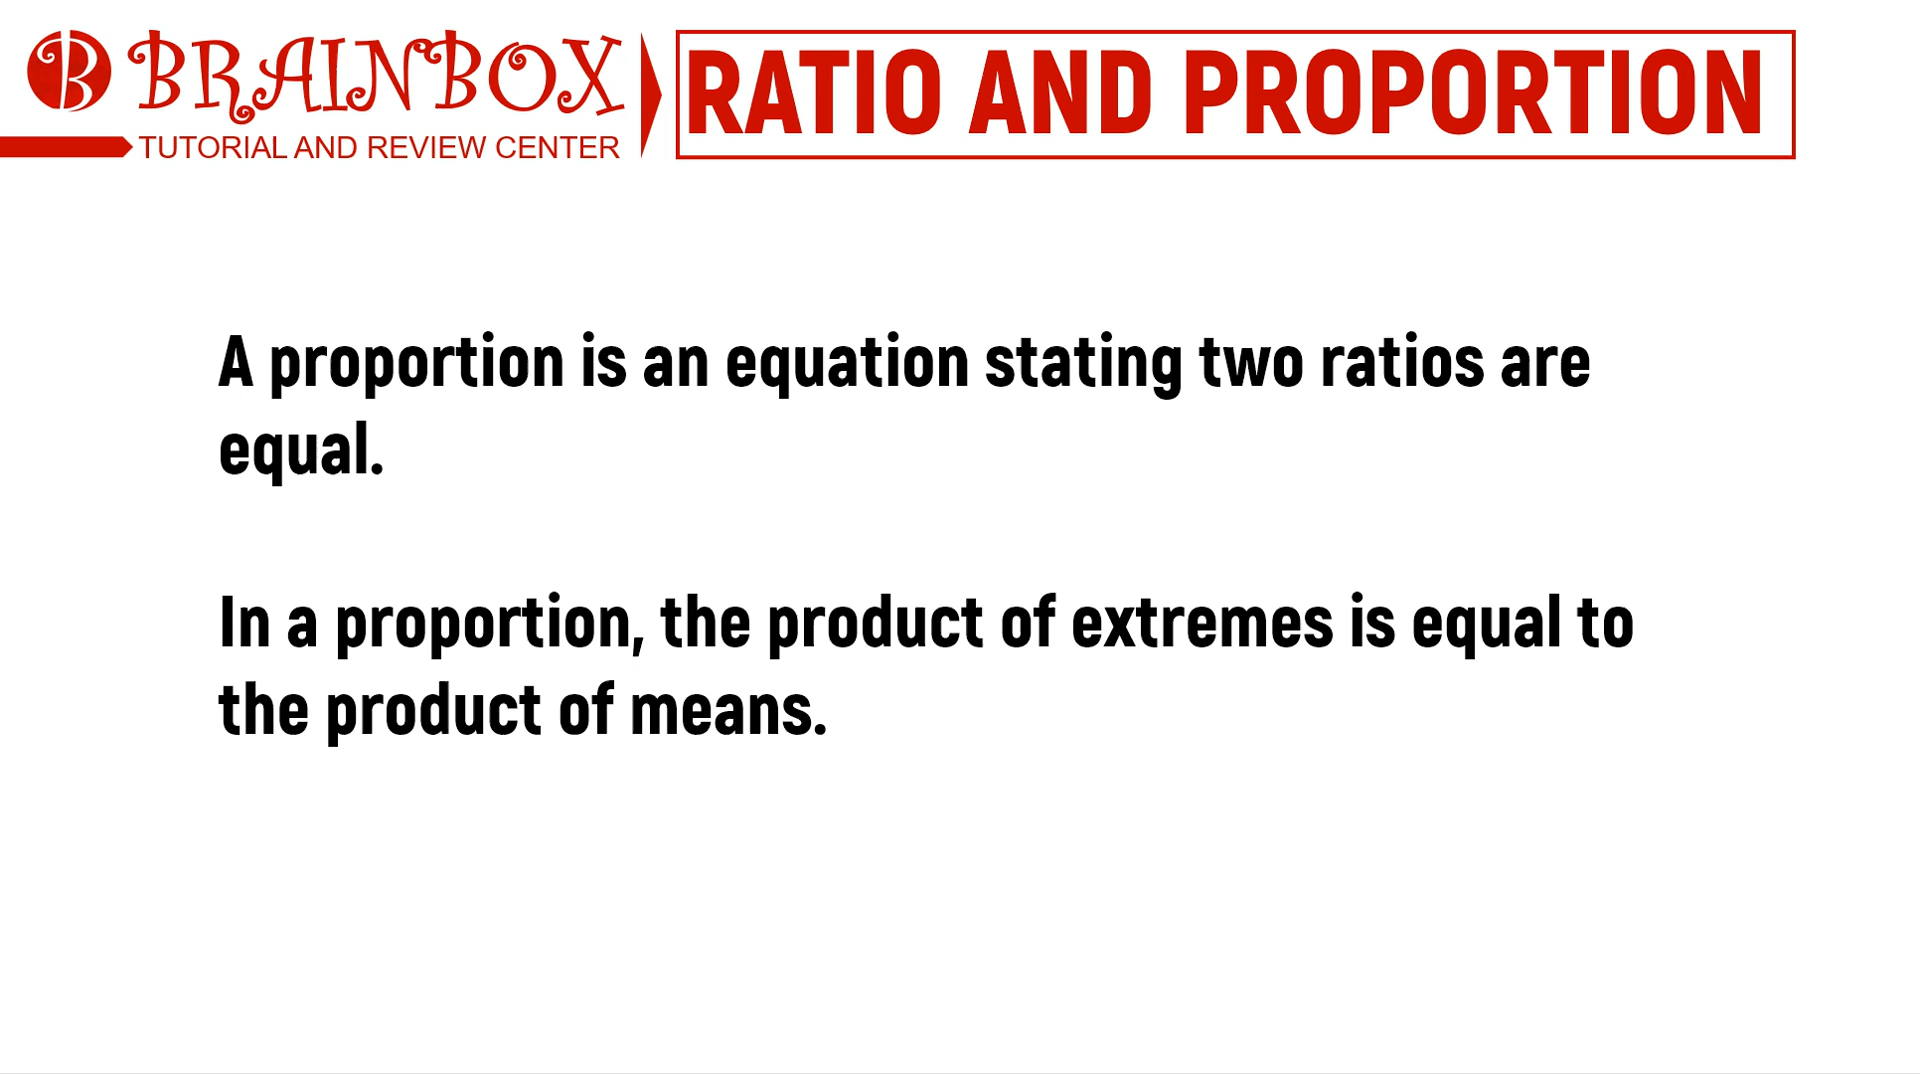 B BRAINBOX
TUTORIAL AND REVIEW CENTER
RATIO AND PROPORTION
A proportion is an equation stating two ratios are
equal.
In a proportion, the product of extremes is equal to
the product of means.